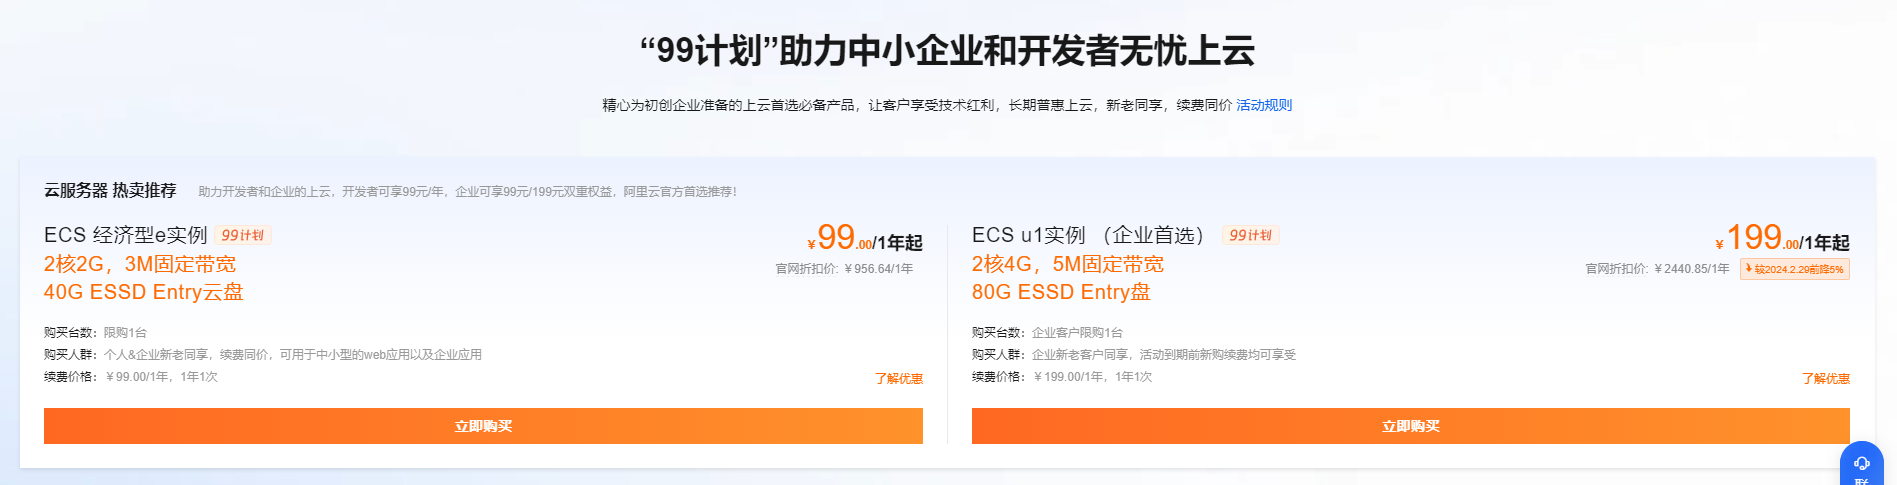 “99计划”助力中小企业和开发者无忧上云
精心为初创企业准备的上云首选必备产品，让客户享受技术红利，长期普惠上云，新老同享，续费同价 活动规则
云服务器 热卖推荐 助力开发者和企业的上云，开发者可享99元/年，企业可享99元/199元双重权益，阿里云官方首选推荐！
ECS 经济型e实例 99计划
¥99.00/1年起
2核2G，3M固定带宽
官网折扣价: ¥956.64/1年
40G ESSD Entry云盘
购买台数：限购1台
购买人群：个人&企业新老同享，续费同价，可用于中小型的web应用以及企业应用
续费价格：¥99.00/1年，1年1次
了解优惠
立即购买
ECS u1实例 （企业首选） 99计划
¥199.00/1年起
2核4G，5M固定带宽
官网折扣价: ¥2440.85/1年 较2024.2.29前降5%
80G ESSD Entry盘
购买台数：企业客户限购1台
购买人群：企业新老客户同享，活动到期前新购续费均可享受
续费价格：¥199.00/1年，1年1次
了解优惠
立即购买